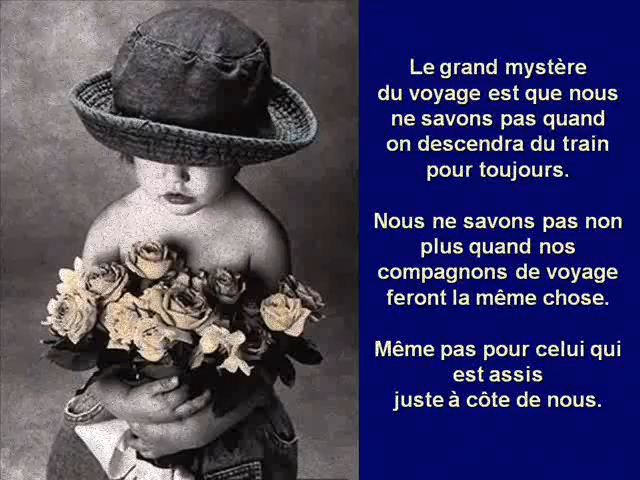 Le grand mystère
du voyage est que nous
ne savons pas quand
on descendra du train
pour toujours.
Nous ne savons pas non
plus quand nos
compagnons de voyage
feront la même chose.
Même pas pour celui qui
est assis
juste à côte de nous.